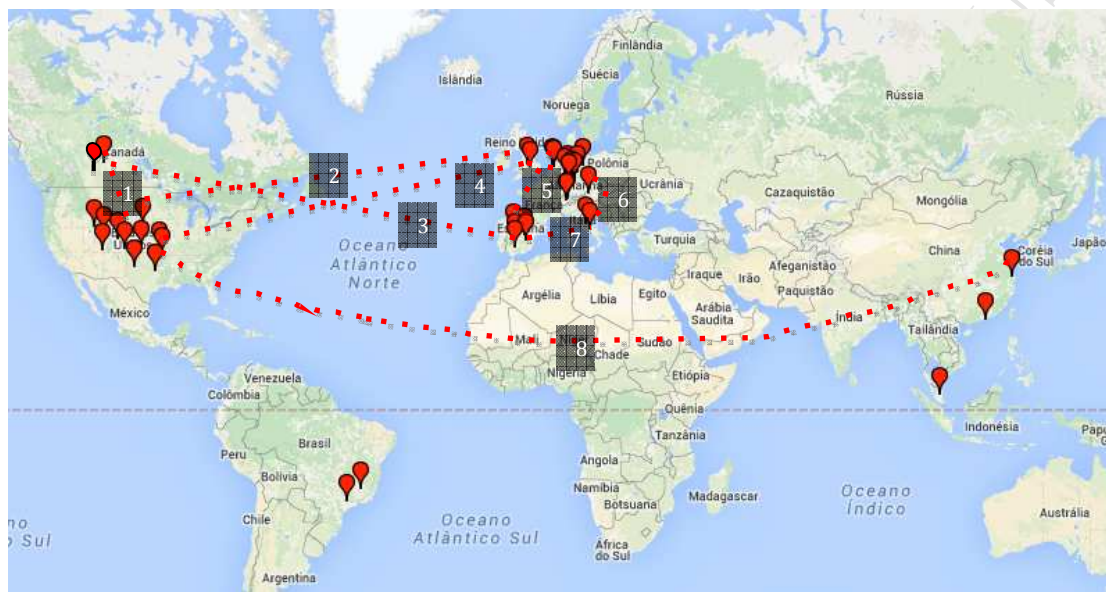 Finlândia
Suécia
Islândia
Noruega
Rússia
Canadá
Reino
Polônia
Ucrânia
Cazaquistão
Mongólia
1
2
3
4
5
6
7
8
Oceano
Atlântico
Norte
Turquia
China
Coréia
do Sul
Japão
Iraque
Irão
Afeganistão
Paquistão
Argélia
Líbia
Egito
Arábia
Saudita
Índia
Tailândia
México
Mali
Sudão
Chade
Nigéria
Etiópia
Venezuela
Colômbia
Quênia
Indonésia
Tanzânia
Brasil
Peru
Bolívia
Angola
Namíbia
Botsuana
Madagascar
Oceano
Índico
Austrália
Chile
Oceano
Atlântico Sul
África
do Sul
Argentina